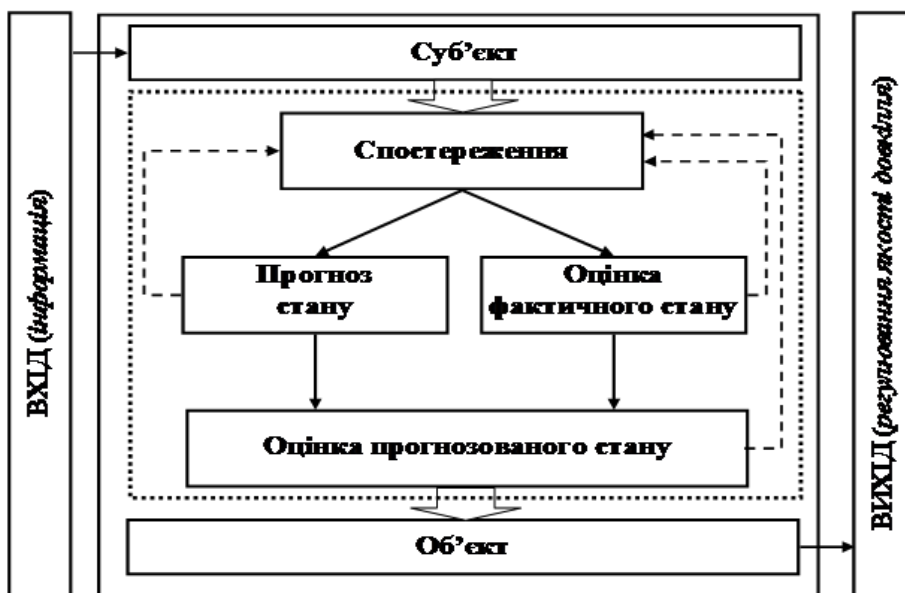 ВХІД (інформація)
Суб’єкт
Спостереження
Прогноз
стану
Оцінка
фактичного стану
Оцінка прогнозованого стану
Об’єкт
ВИХІД (регулювання якості довкілля)